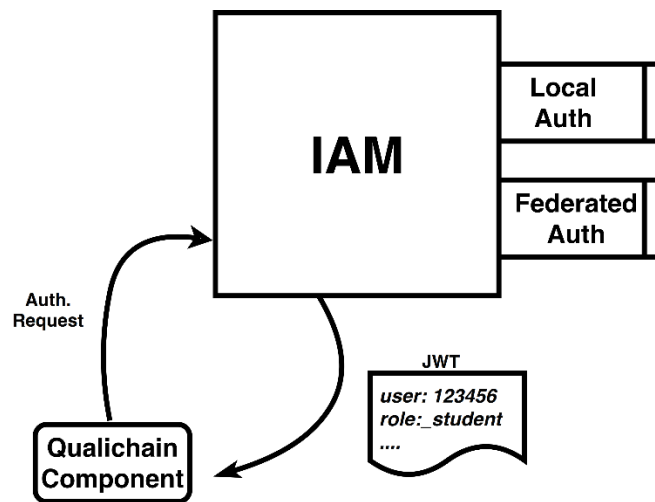 IAM
Local
Auth
Federated
Auth
Auth.
Request
JWT
user: 123456
role:_student
....
Qualichain
Component